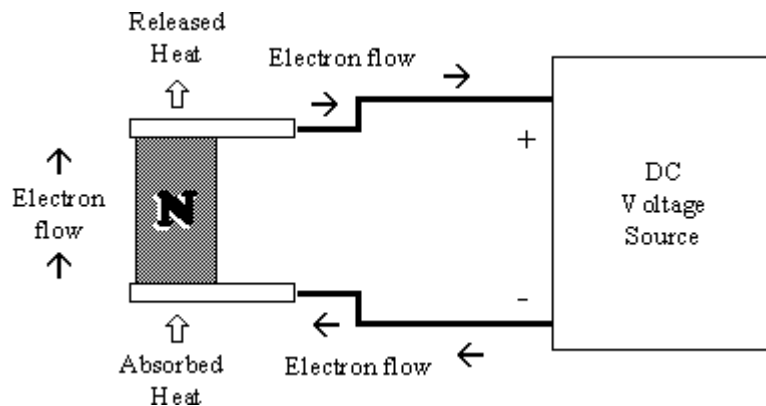 Released
Heat
Electron flow
+
Electron
flow
N
DC
Voltage
Source
-
Absorbed
Heat
Electron flow